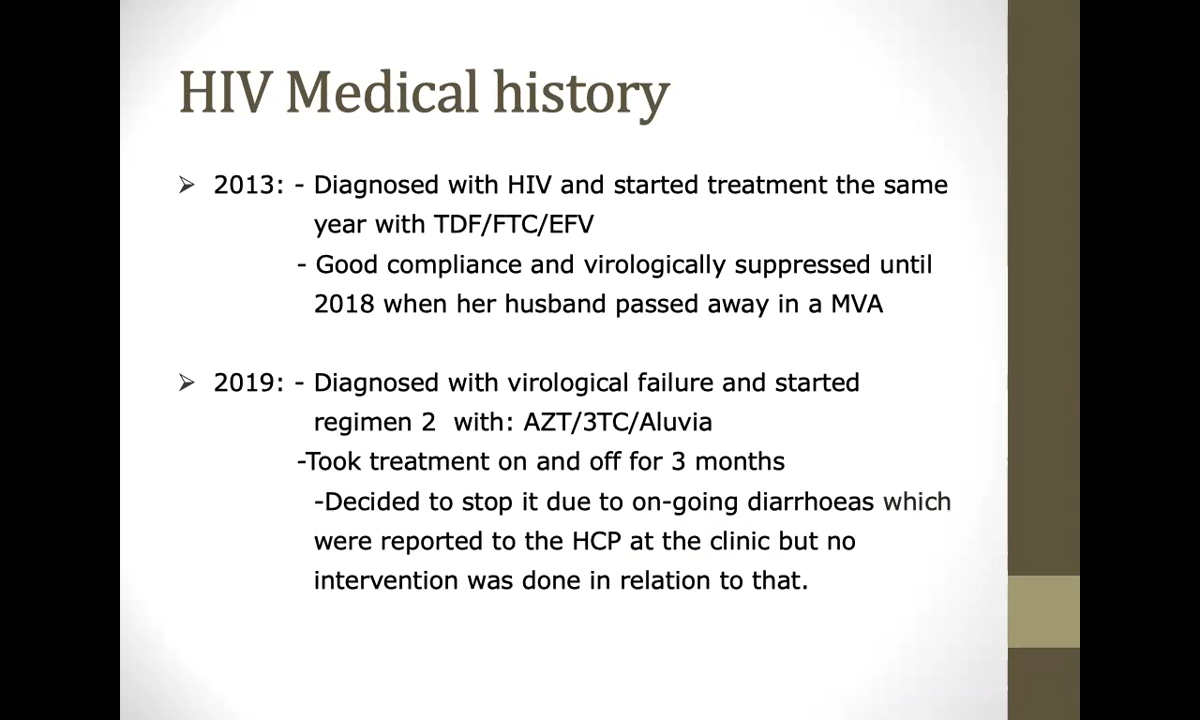 HIV Medical history
➢ 2013: - Diagnosed with HIV and started treatment the same
year with TDF/FTC/EFV
- Good compliance and virologically suppressed until
2018 when her husband passed away in a MVA
➢ 2019: - Diagnosed with virological failure and started
regimen 2  with: AZT/3TC/Aluvia
-Took treatment on and off for 3 months
-Decided to stop it due to on-going diarrhoeas which
were reported to the HCP at the clinic but no
intervention was done in relation to that.